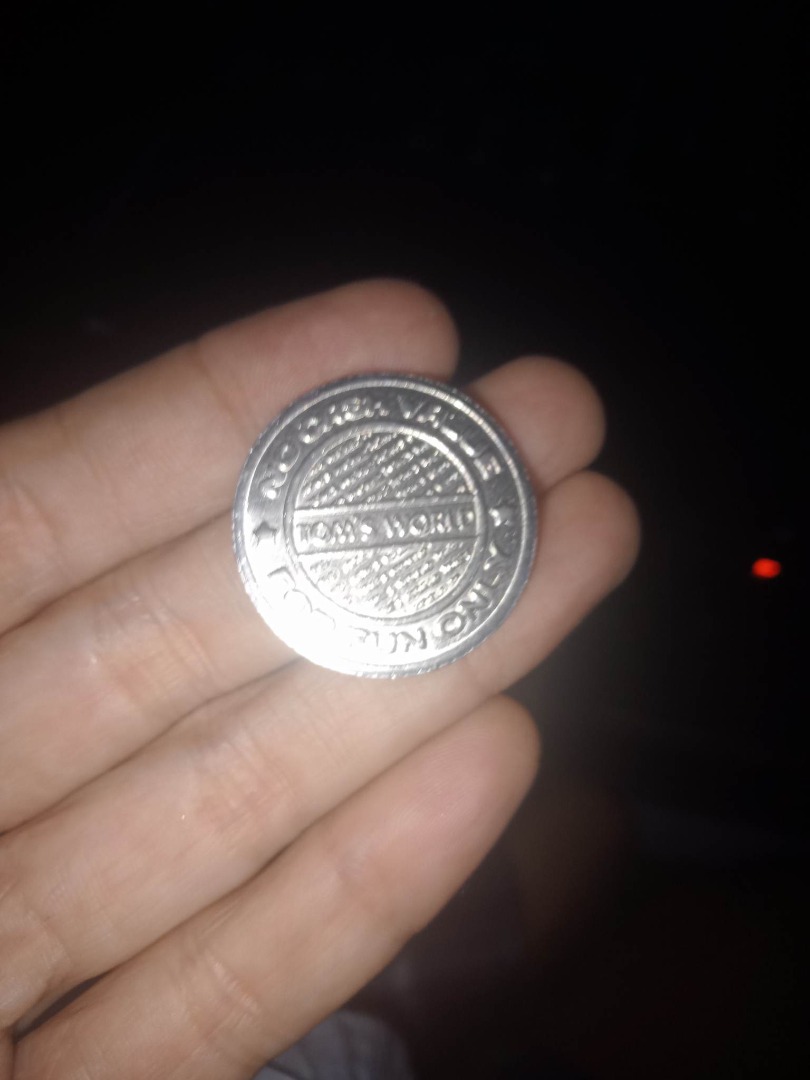 NO CASH VALUE
TOM'S WORLD
FOR FUN ONLY